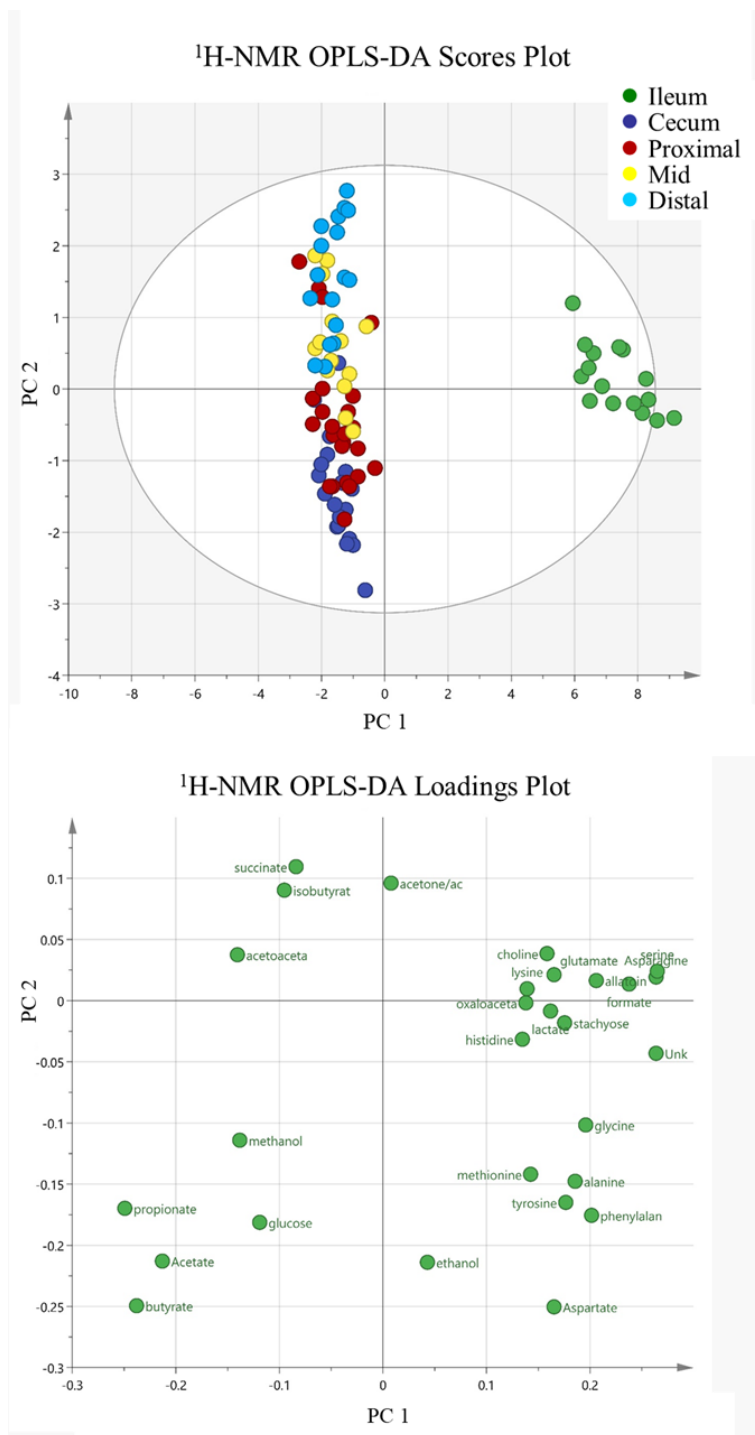 ¹H-NMR OPLS-DA Scores Plot
Ileum
Cecum
Proximal
Mid
Distal
3
2
1
0
-1
-2
-3
-4
PC 2
-10 -8 -6 -4 -2 0 2 4 6 8
PC 1
¹H-NMR OPLS-DA Loadings Plot
succinate
acetone/ac
isobutyrat
acetoaceta
choline
serine
glutamate Asparagine
lysine
allatoin
oxaloaceta
formate
lactate
stachyose
histidine
Unk
glycine
methanol
methionine
alanine
tyrosine
propionate
phenylalan
glucose
Acetate
ethanol
butyrate
Aspartate
0.1
0.05
0
-0.05
-0.1
-0.15
-0.2
-0.25
-0.3
PC 2
-0.3 -0.2 -0.1 0 0.1 0.2
PC 1